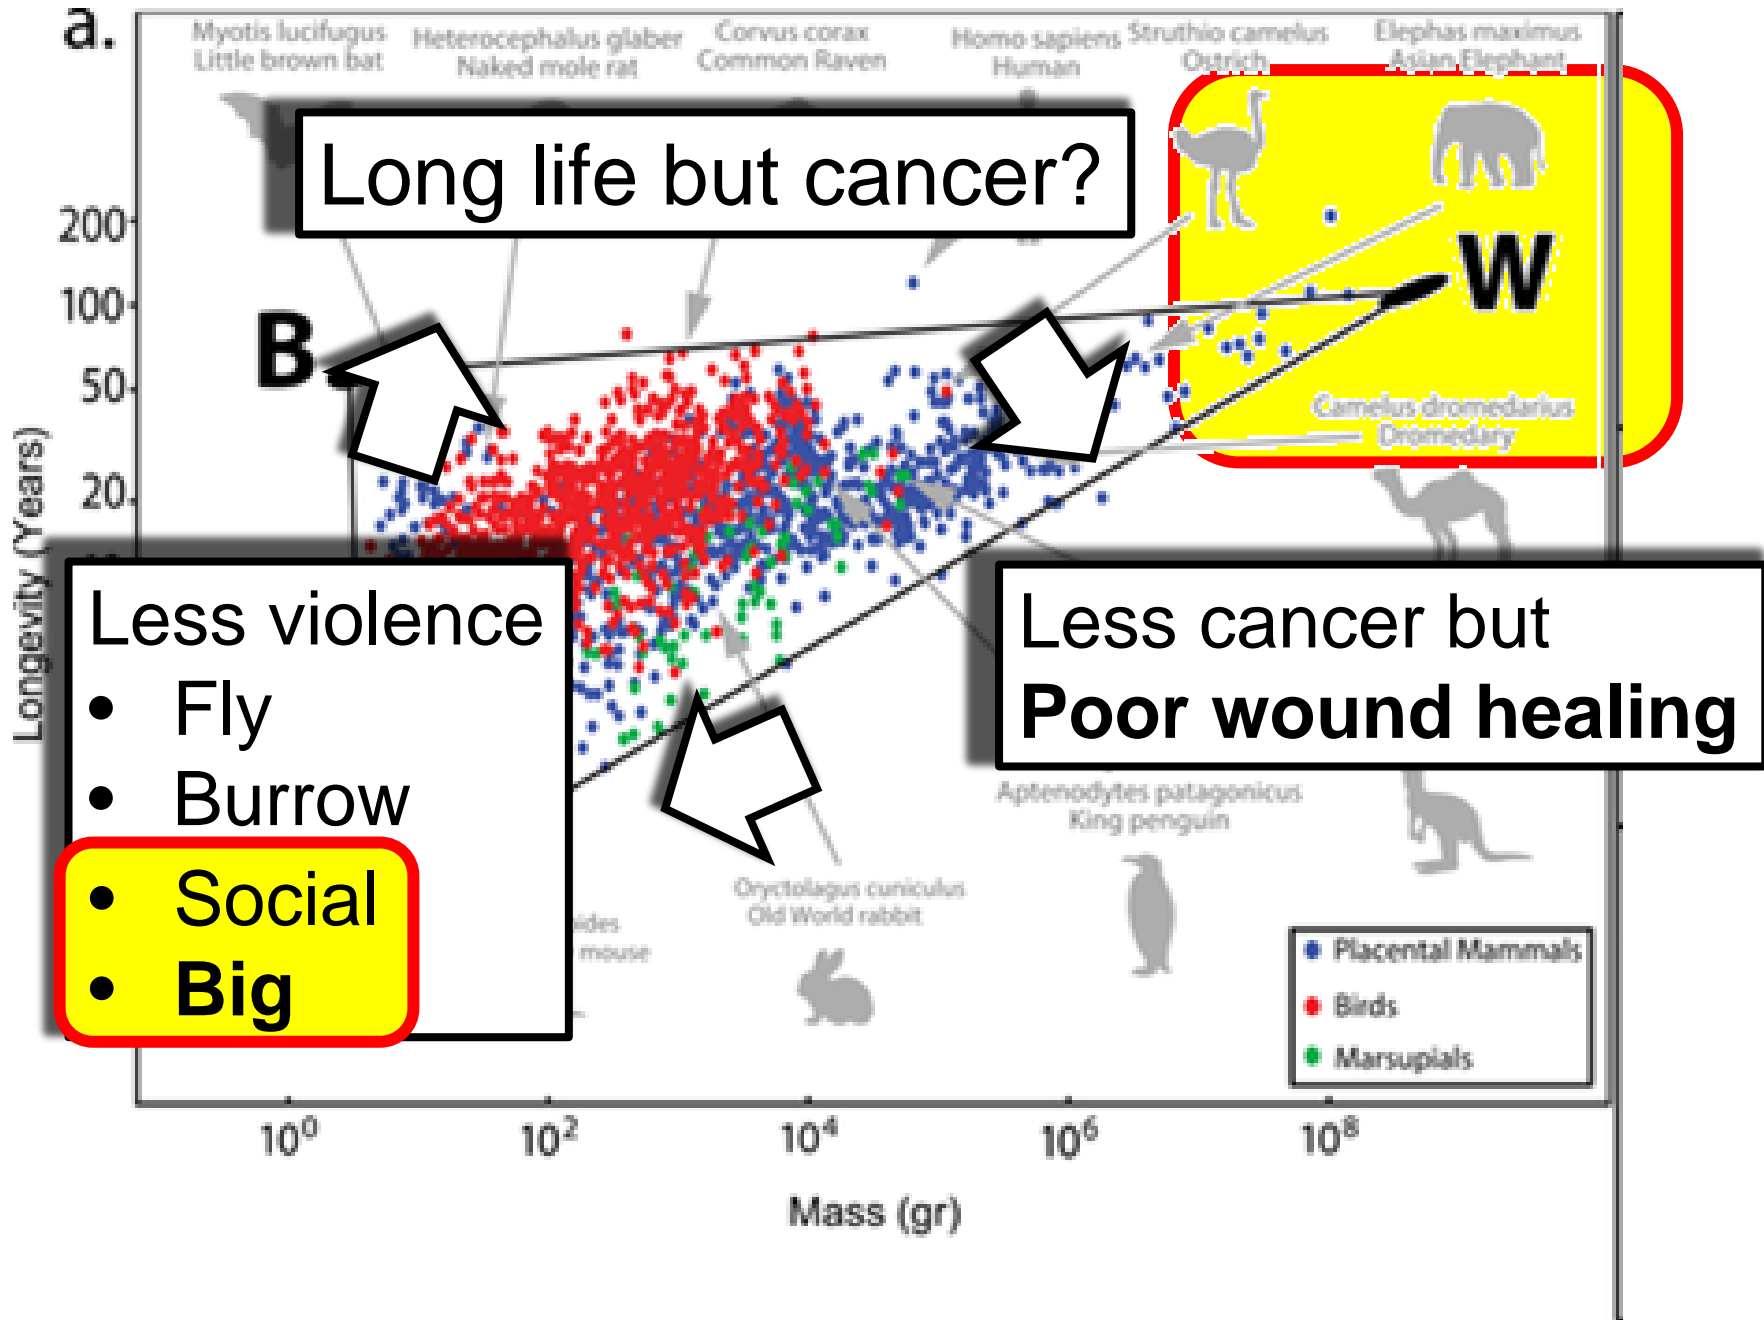 a.
Myotis lucifugus
Little brown bat
Heterocephalus glaber
Naked mole rat
Corvus corax
Common Raven
Homo sapiens
Human
Struthio camelus
Ostrich
Elephas maximus
Asian Elephant
Long life but cancer?
200
100
50
20
B
W
Longevity (Years)
Camelus dromedarius
Dromedary
Less violence
• Fly
• Burrow
• Social
• Big
Less cancer but
Poor wound healing
Aptenodytes patagonicus
King penguin
Oryctolagus cuniculus
Old World rabbit
mouse
Placental Mammals
Birds
Marsupials
10⁰
10²
10⁴
10⁶
10⁸
Mass (gr)